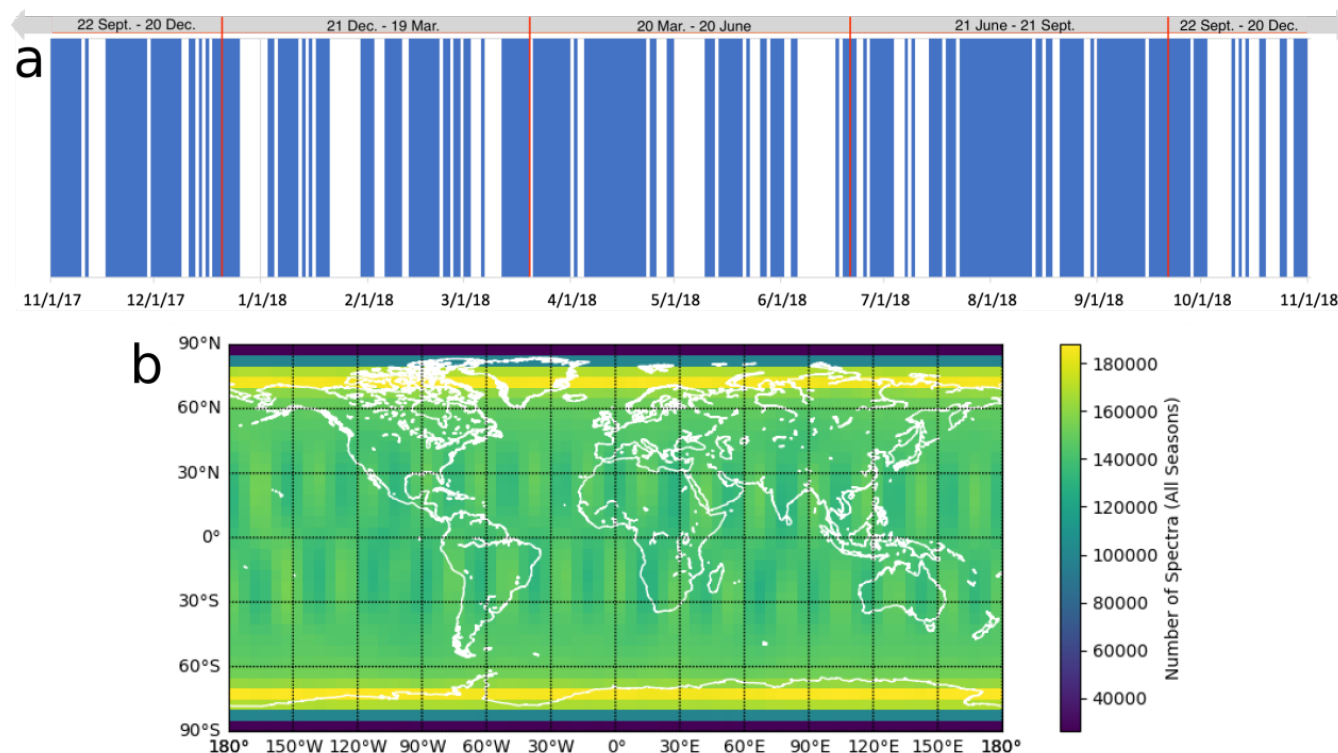 22 Sept. - 20 Dec. 21 Dec. - 19 Mar. 20 Mar. - 20 June 21 June - 21 Sept. 22 Sept. - 20 Dec.
a
11/1/17 12/1/17 1/1/18 2/1/18 3/1/18 4/1/18 5/1/18 6/1/18 7/1/18 8/1/18 9/1/18 10/1/18 11/1/18
b
90°N
60°N
30°N
0°
30°S
60°S
90°S
180° 150°W 120°W 90°W 60°W 30°W 0° 30°E 60°E 90°E 120°E 150°E 180°
180000
160000
140000
120000
100000
80000
60000
40000
Number of Spectra (All Seasons)